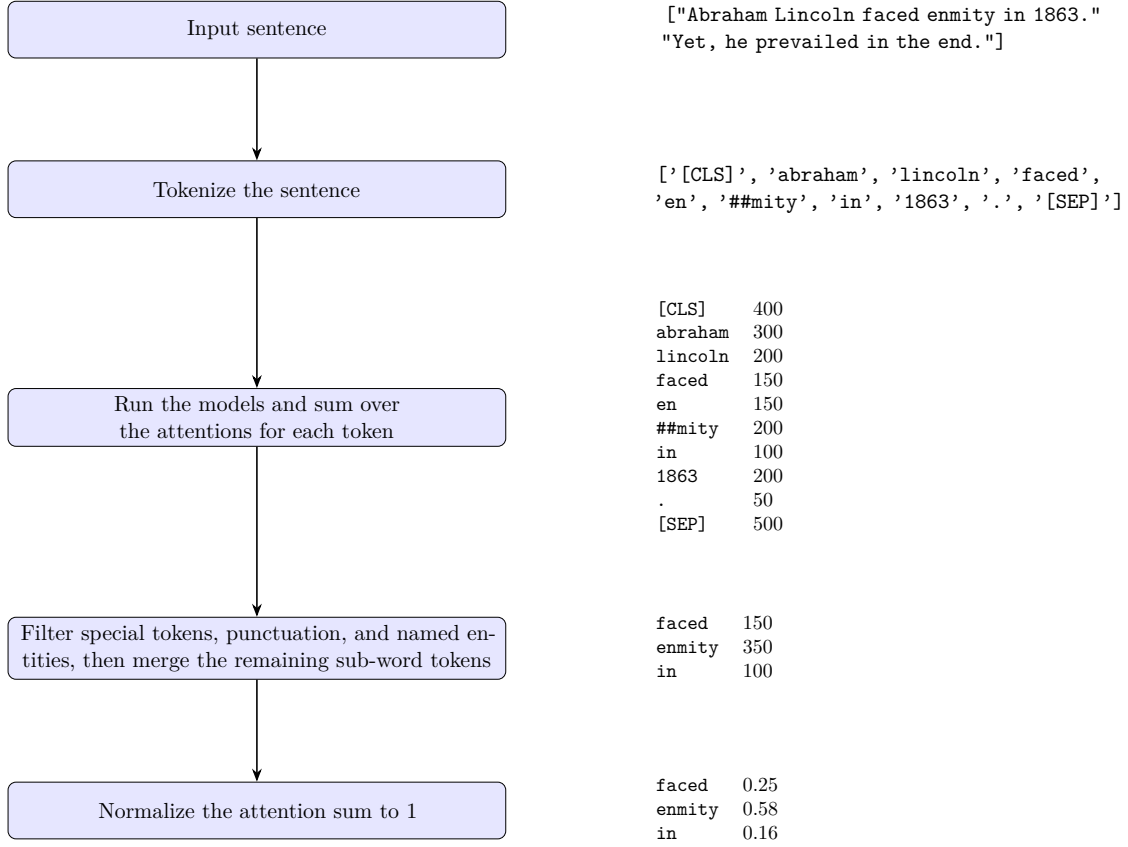 Input sentence
["Abraham Lincoln faced enmity in 1863."
"Yet, he prevailed in the end."]
Tokenize the sentence
['[CLS]', 'abraham', 'lincoln', 'faced',
'en', '##mity', 'in', '1863', '.', '[SEP]']
Run the models and sum over
the attentions for each token
[CLS] 400
abraham 300
lincoln 200
faced 150
en 150
##mity 200
in 100
1863 200
. 50
[SEP] 500
Filter special tokens, punctuation, and named en-
tities, then merge the remaining sub-word tokens
faced 150
enmity 350
in 100
Normalize the attention sum to 1
faced 0.25
enmity 0.58
in 0.16